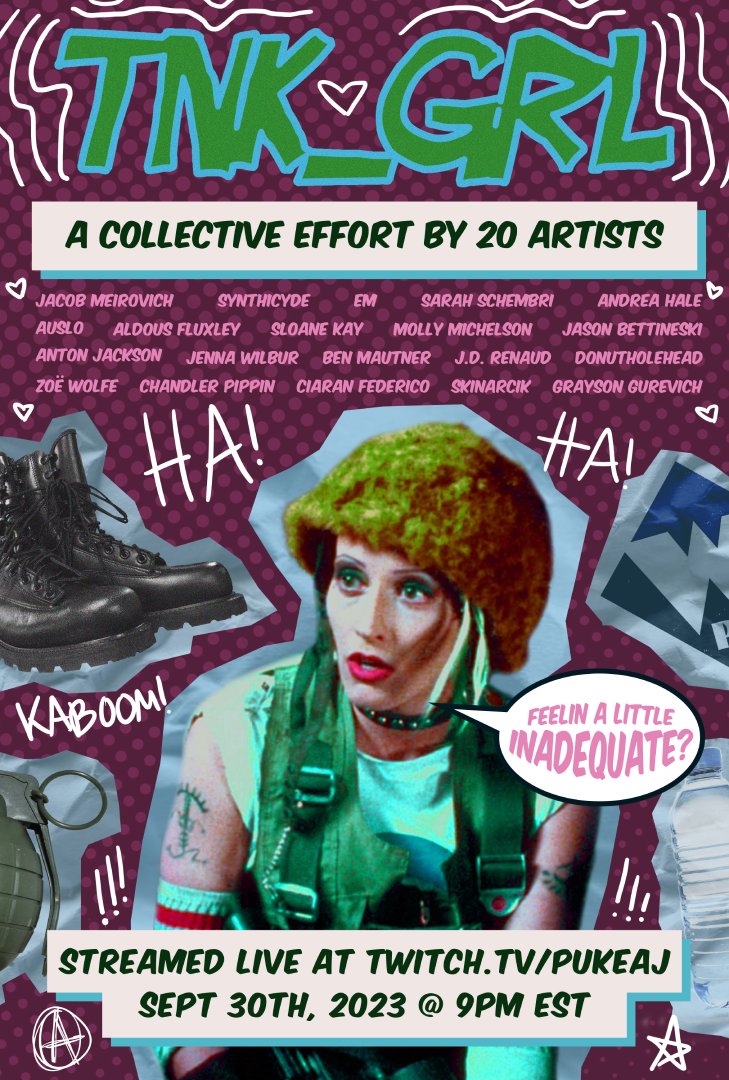 TNK_GRL
A COLLECTIVE EFFORT BY 20 ARTISTS
JACOB MEIROVICH SYNTHICYDE EM SARAH SCHEMBRI ANDREA HALE
AUSLO ALDOUS FLUXLEY SLOANE KAY MOLLY MICHELSON JASON BETTINESKI
ANTON JACKSON JENNA WILBUR BEN MAUTNER J.D. RENAUD DONUTHOLEHEAD
ZOË WOLFE CHANDLER PIPPIN CIARAN FEDERICO SKINARCIK GRAYSON GUREVICH
HA!
HA!
KABOOM!
FEELIN A LITTLE
INADEQUATE?
!!!
!!!
STREAMED LIVE AT TWITCH.TV/PUKEAJ
SEPT 30TH, 2023 @ 9PM EST